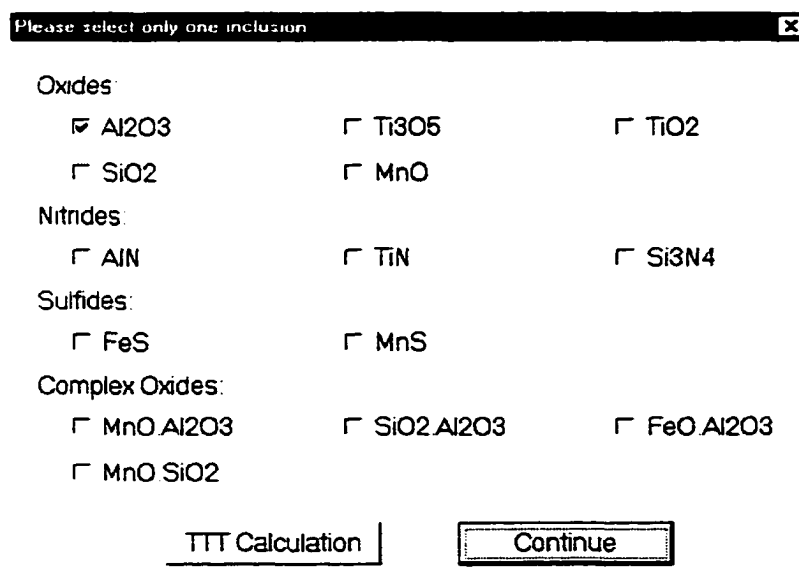 Please select only one inclusion
Oxides:
Al2O3 Ti3O5 TiO2
SiO2 MnO
Nitrides:
AlN TiN Si3N4
Sulfides:
FeS MnS
Complex Oxides:
MnO.Al2O3 SiO2.Al2O3 FeO.Al2O3
MnO.SiO2
TTT Calculation Continue